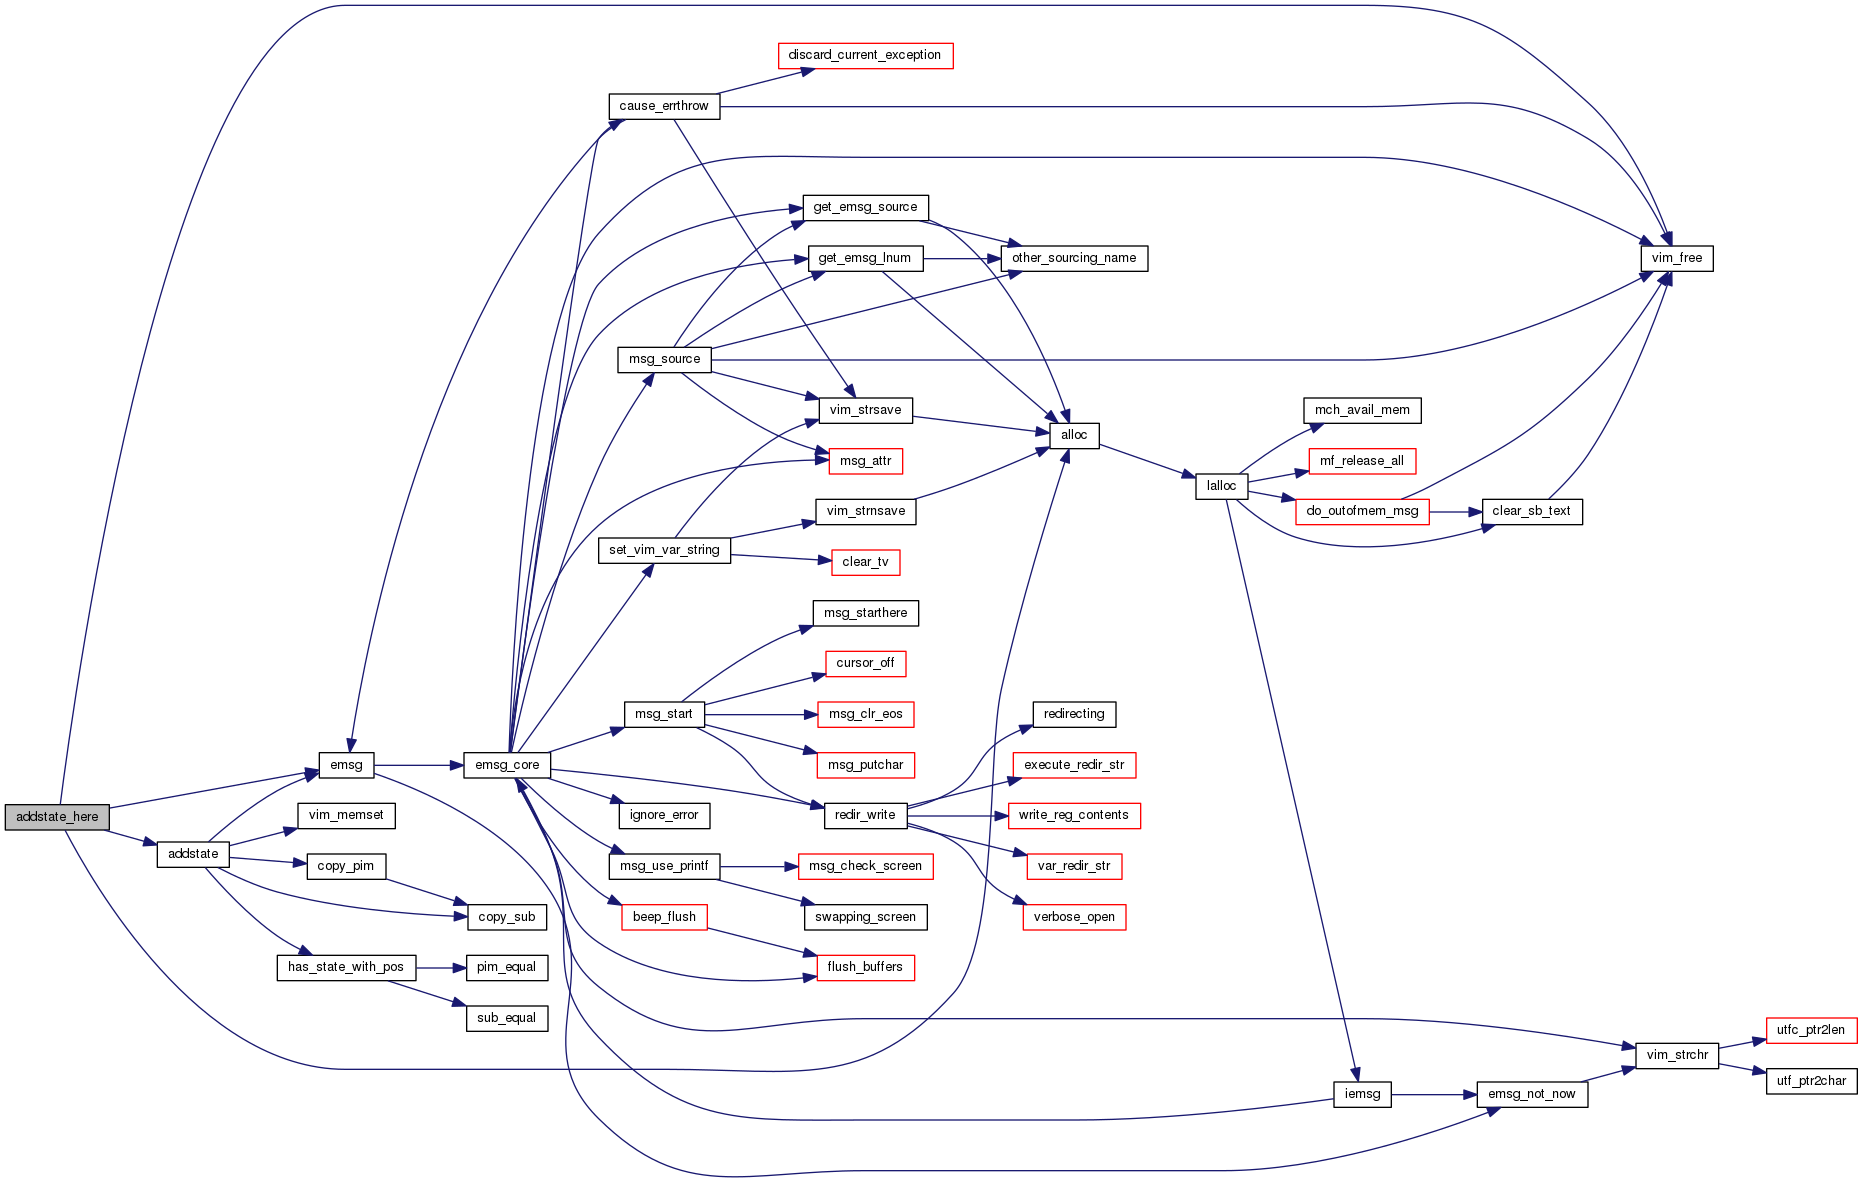 discard_current_exception
cause_errthrow
get_emsg_source
get_emsg_lnum
other_sourcing_name
vim_free
msg_source
vim_strsave
mch_avail_mem
alloc
msg_attr
mf_release_all
lalloc
vim_strnsave
do_outofmem_msg
clear_sb_text
set_vim_var_string
clear_tv
msg_starthere
cursor_off
msg_start
msg_clr_eos
redirecting
emsg
emsg_core
msg_putchar
execute_redir_str
addstate_here
vim_memset
ignore_error
redir_write
write_reg_contents
addstate
copy_pim
msg_use_printf
msg_check_screen
var_redir_str
copy_sub
beep_flush
swapping_screen
verbose_open
has_state_with_pos
pim_equal
flush_buffers
sub_equal
utfc_ptr2len
vim_strchr
utf_ptr2char
iemsg
emsg_not_now